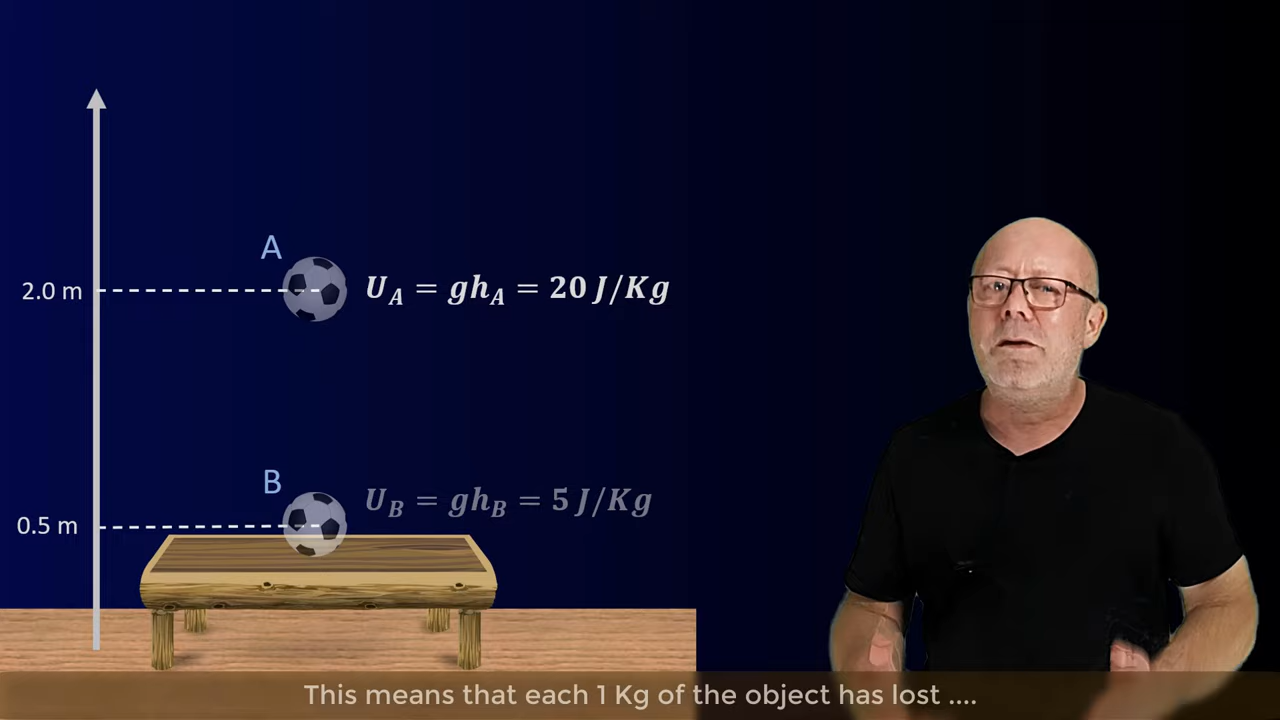 A
2.0 m
U_A = gh_A = 20 J/Kg
B
U_B = gh_B = 5 J/Kg
0.5 m
This means that each 1 Kg of the object has lost ....